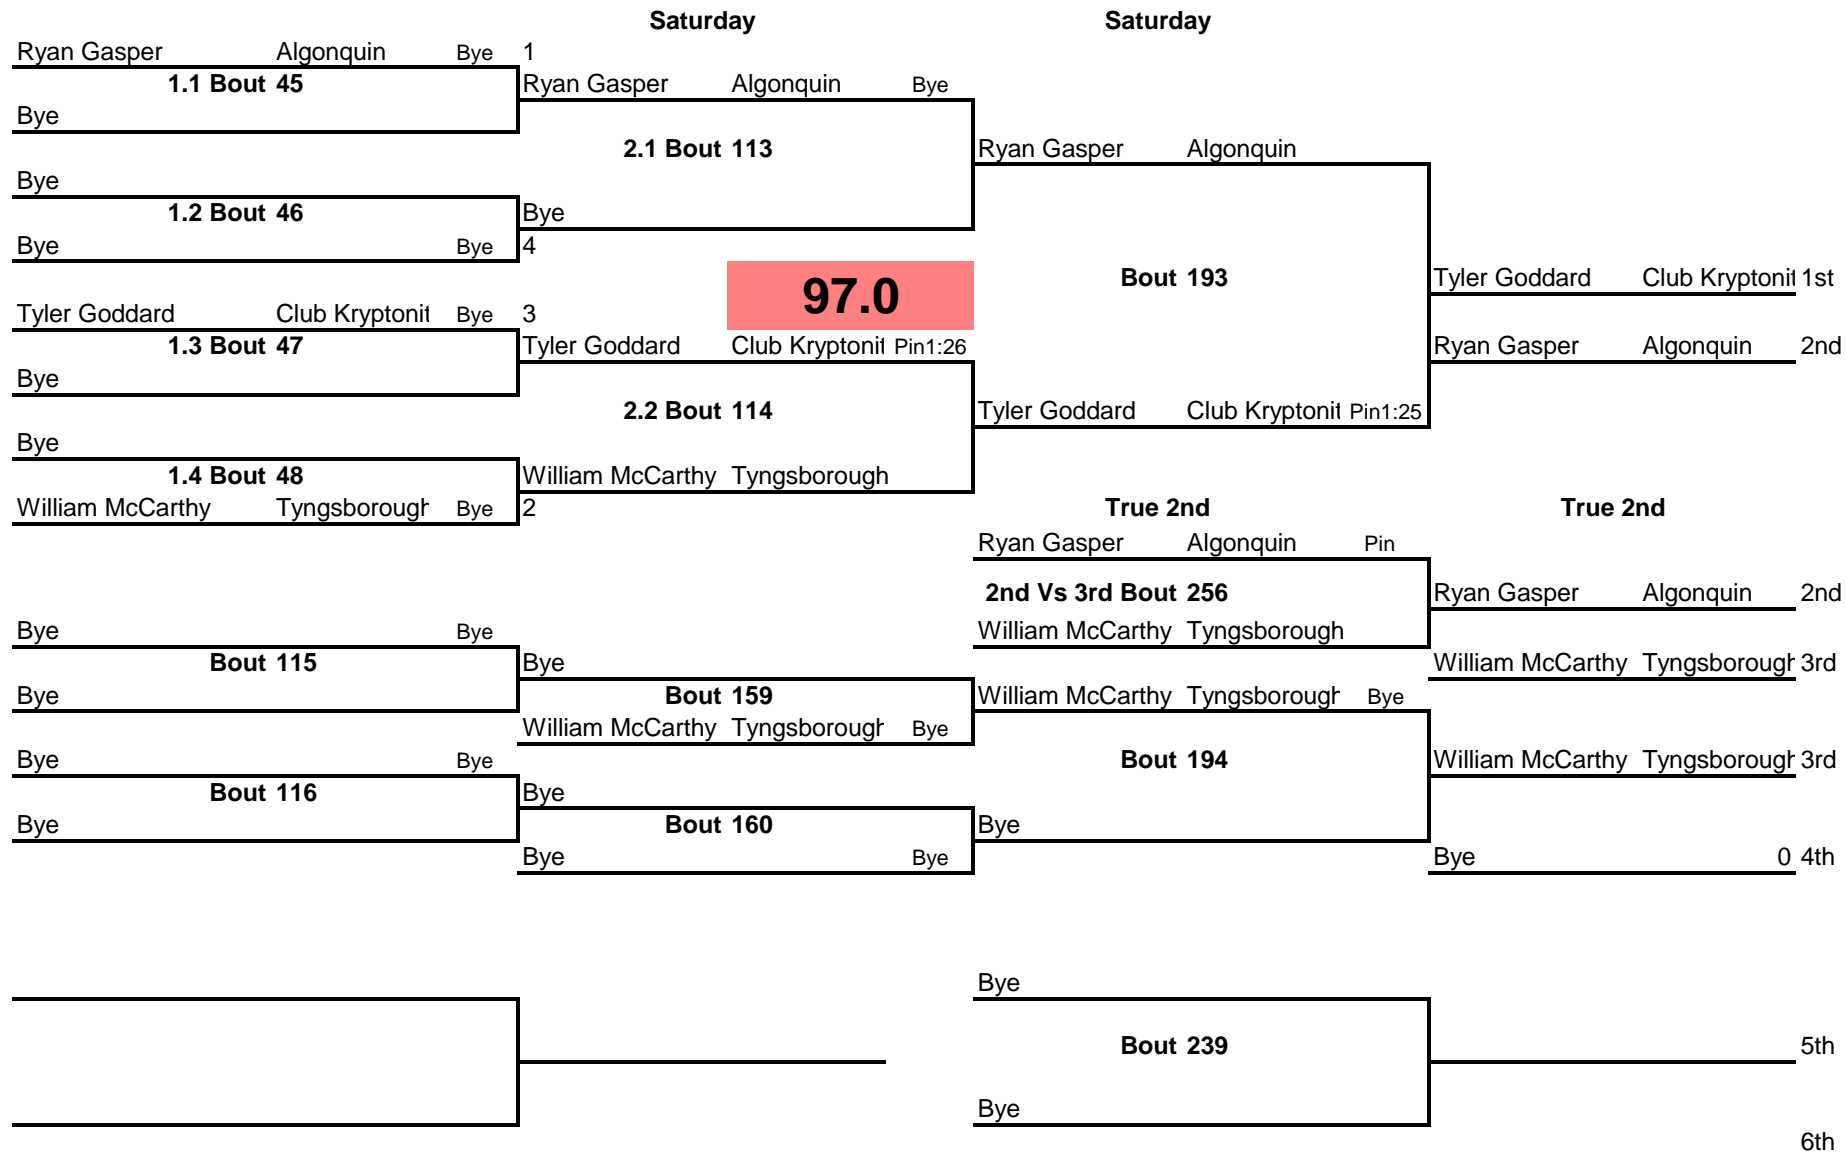 Saturday Saturday
Ryan Gasper Algonquin Bye 1
1.1 Bout 45 Ryan Gasper Algonquin Bye
Bye
2.1 Bout 113 Ryan Gasper Algonquin
Bye
1.2 Bout 46 Bye
Bye Bye 4
97.0 Bout 193 Tyler Goddard Club Kryptonit 1st
Tyler Goddard Club Kryptonit Bye 3
1.3 Bout 47 Tyler Goddard Club Kryptonit Pin1:26 Ryan Gasper Algonquin 2nd
Bye
2.2 Bout 114 Tyler Goddard Club Kryptonit Pin1:25
Bye
1.4 Bout 48 William McCarthy Tyngsborough
William McCarthy Tyngsborough Bye 2 True 2nd True 2nd
Ryan Gasper Algonquin Pin
2nd Vs 3rd Bout 256 Ryan Gasper Algonquin 2nd
Bye Bye William McCarthy Tyngsborough
Bout 115 Bye William McCarthy Tyngsborough 3rd
Bye Bout 159 William McCarthy Tyngsborough Bye
William McCarthy Tyngsborough Bye
Bye Bye Bout 194 William McCarthy Tyngsborough 3rd
Bout 116 Bye
Bye Bout 160 Bye
Bye Bye Bye 0 4th
Bye
Bout 239 5th
Bye
6th